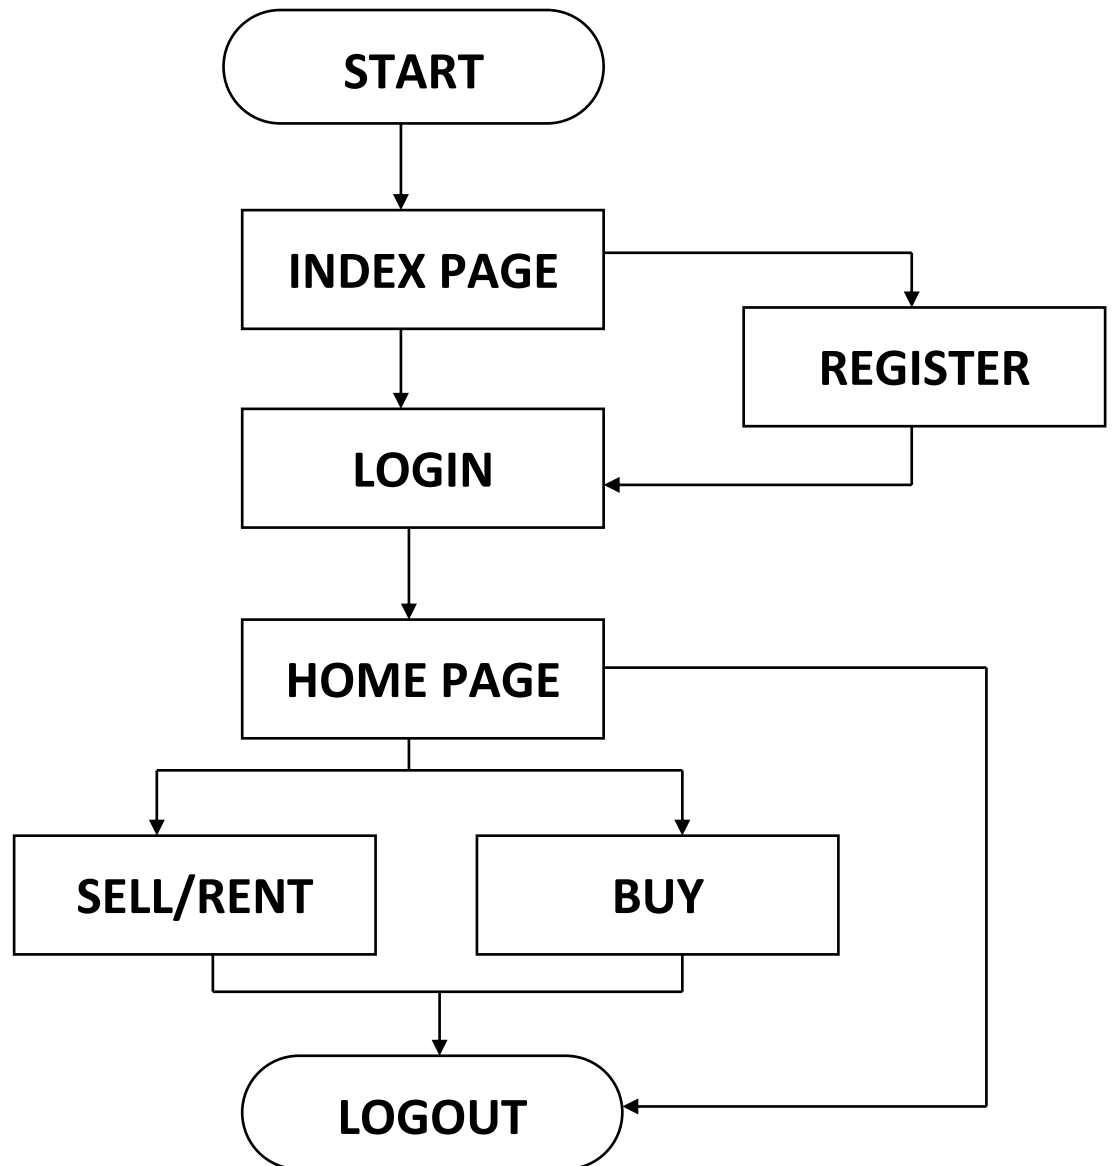 START
INDEX PAGE
REGISTER
LOGIN
HOME PAGE
SELL/RENT
BUY
LOGOUT